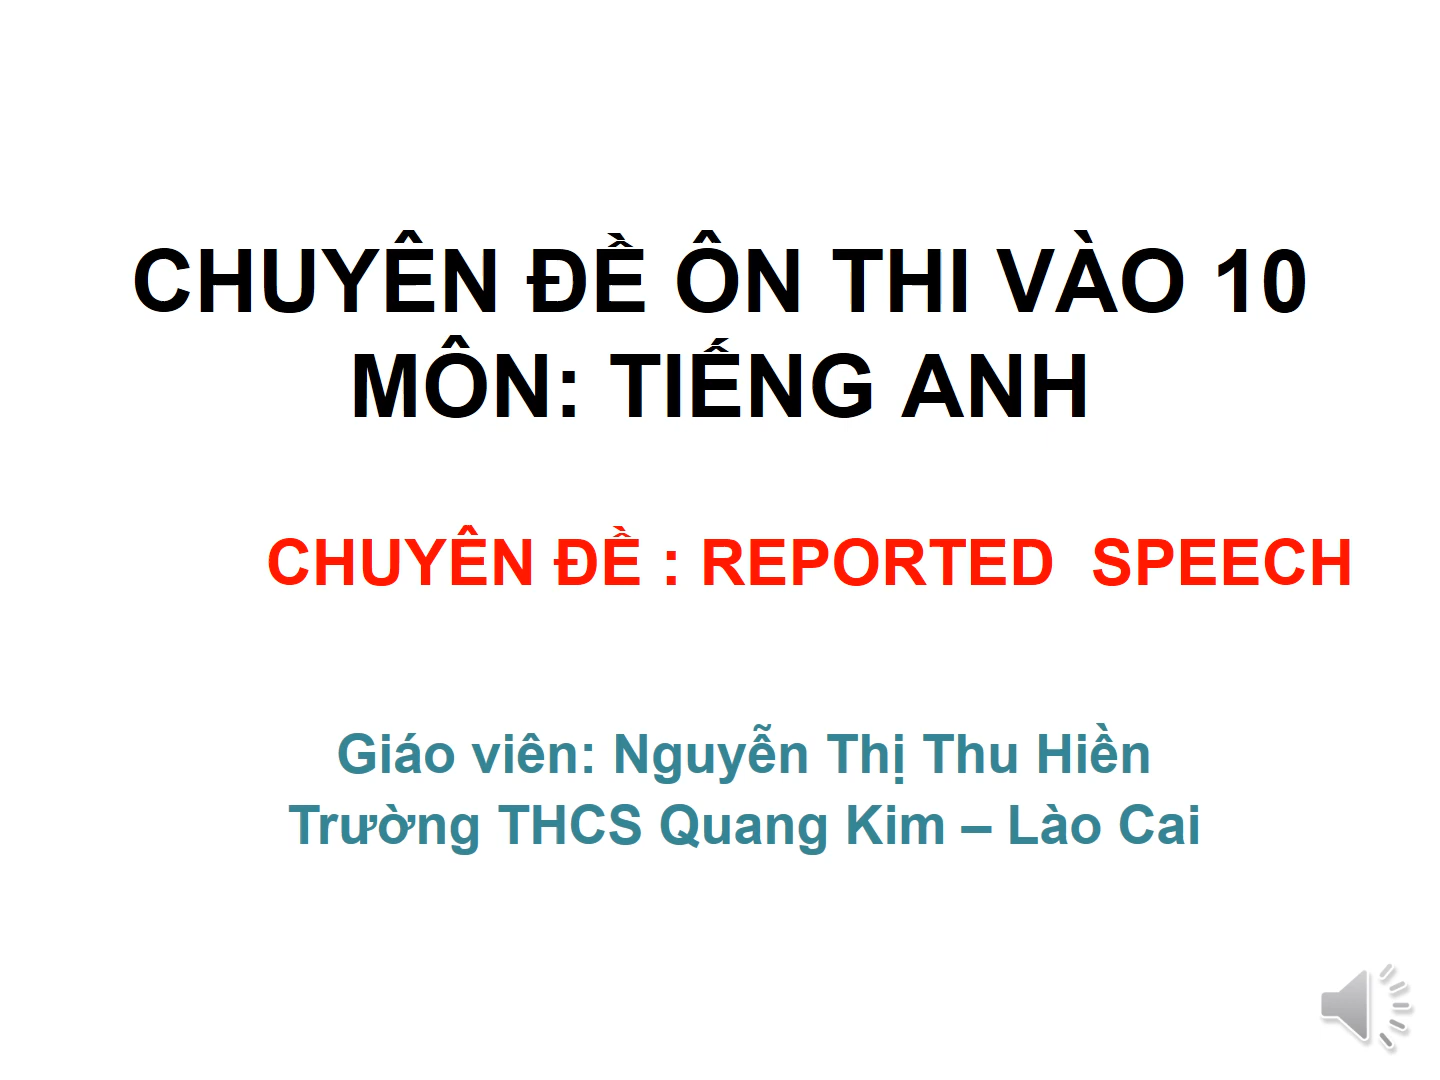 CHUYÊN ĐỀ ÔN THI VÀO 10
MÔN: TIẾNG ANH
CHUYÊN ĐỀ : REPORTED SPEECH
Giáo viên: Nguyễn Thị Thu Hiền
Trường THCS Quang Kim – Lào Cai